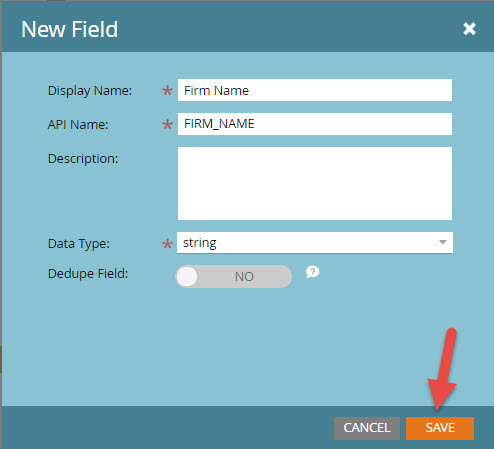 New Field
Display Name: * Firm Name
API Name: * FIRM_NAME
Description:
Data Type: * string
Dedupe Field: NO ?
CANCEL SAVE